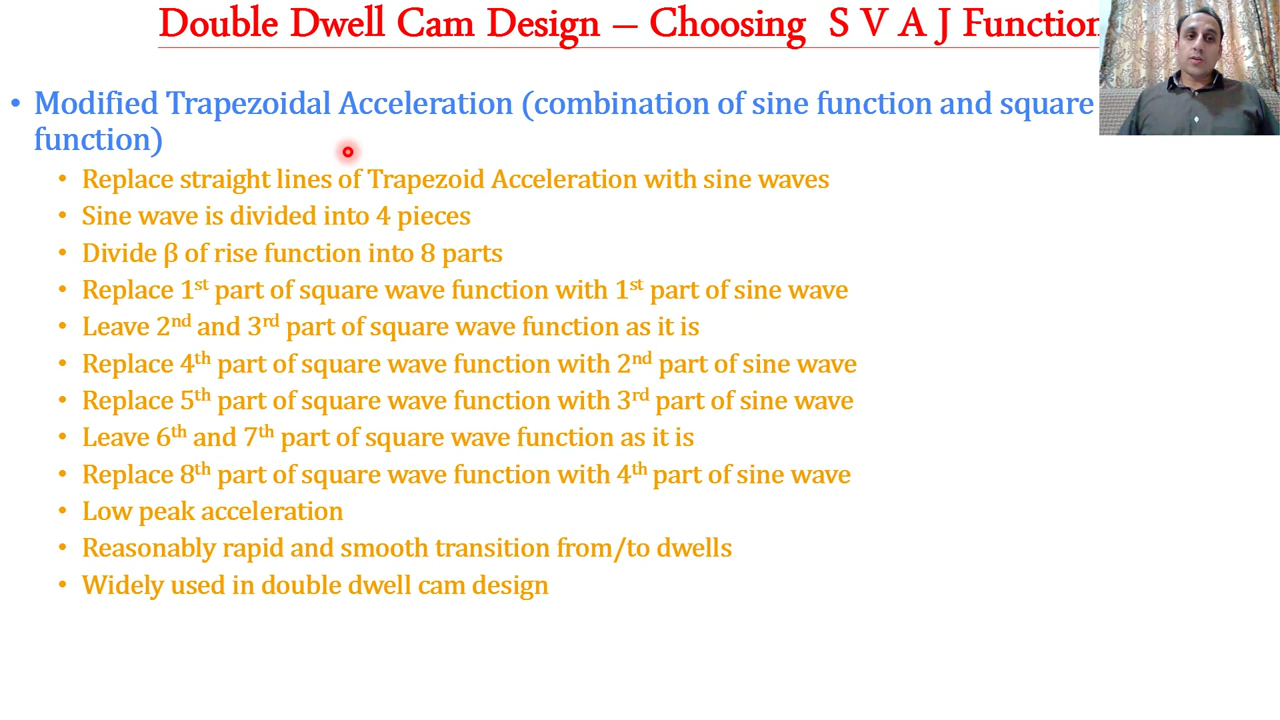 Double Dwell Cam Design – Choosing S V A J Function
• Modified Trapezoidal Acceleration (combination of sine function and square
function)
• Replace straight lines of Trapezoid Acceleration with sine waves
• Sine wave is divided into 4 pieces
• Divide β of rise function into 8 parts
• Replace 1st part of square wave function with 1st part of sine wave
• Leave 2nd and 3rd part of square wave function as it is
• Replace 4th part of square wave function with 2nd part of sine wave
• Replace 5th part of square wave function with 3rd part of sine wave
• Leave 6th and 7th part of square wave function as it is
• Replace 8th part of square wave function with 4th part of sine wave
• Low peak acceleration
• Reasonably rapid and smooth transition from/to dwells
• Widely used in double dwell cam design